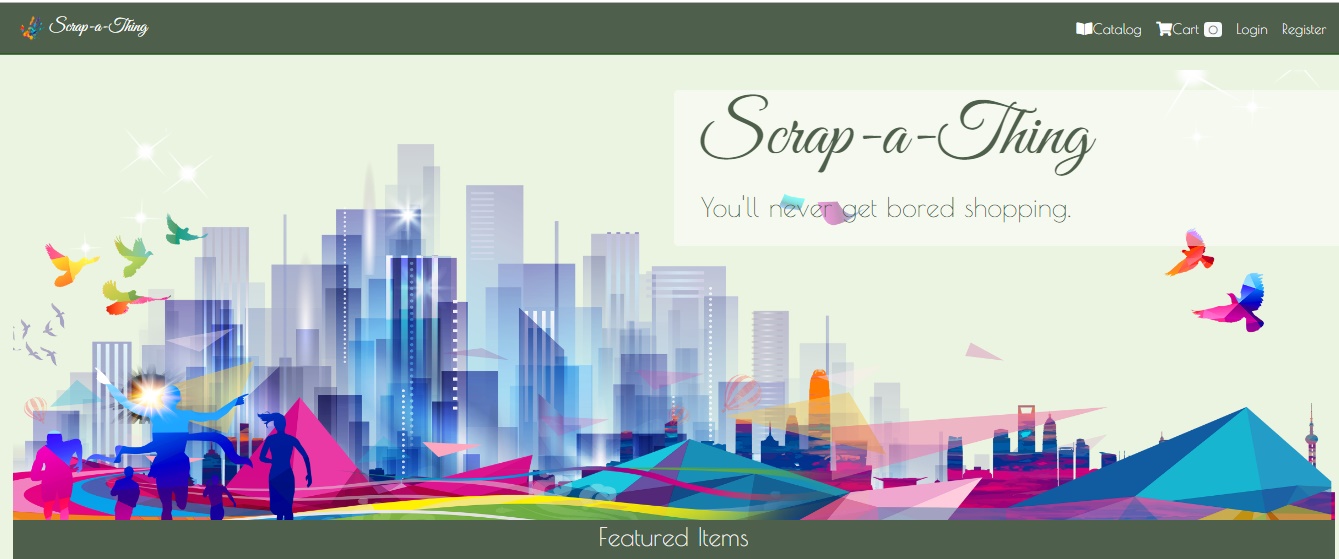 Scrap-a-Thing
Catalog Cart 0 Login Register
Scrap-a-Thing
You'll never get bored shopping.
Featured Items